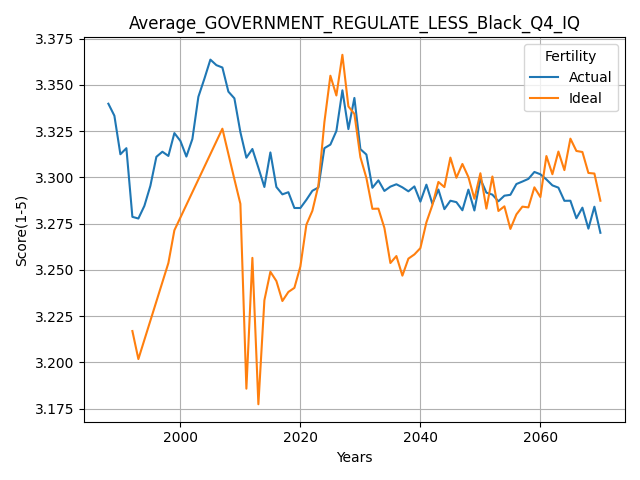 Average_GOVERNMENT_REGULATE_LESS_Black_Q4_IQ
3.375
3.350
3.325
3.300
3.275
3.250
3.225
3.200
3.175
Score(1-5)
Fertility
Actual
Ideal
2000
2020
2040
2060
Years